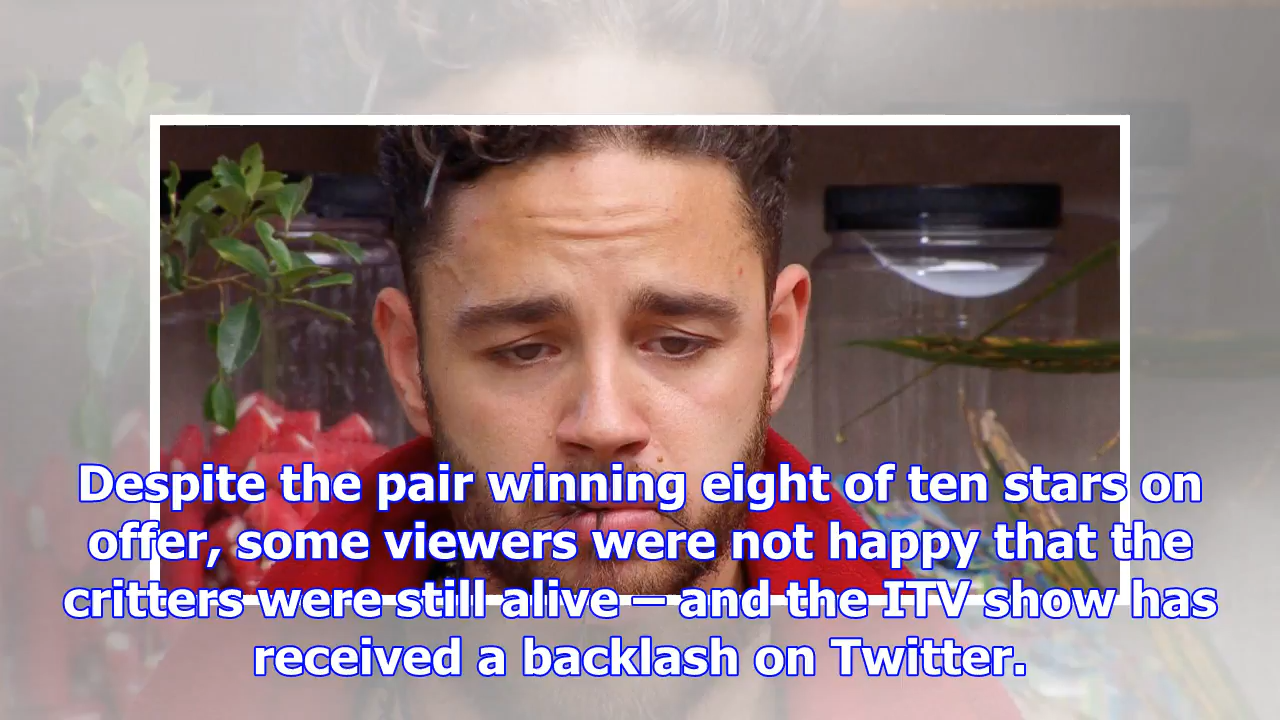 Despite the pair winning eight of ten stars on
offer, some viewers were not happy that the
critters were still alive – and the ITV show has
received a backlash on Twitter.